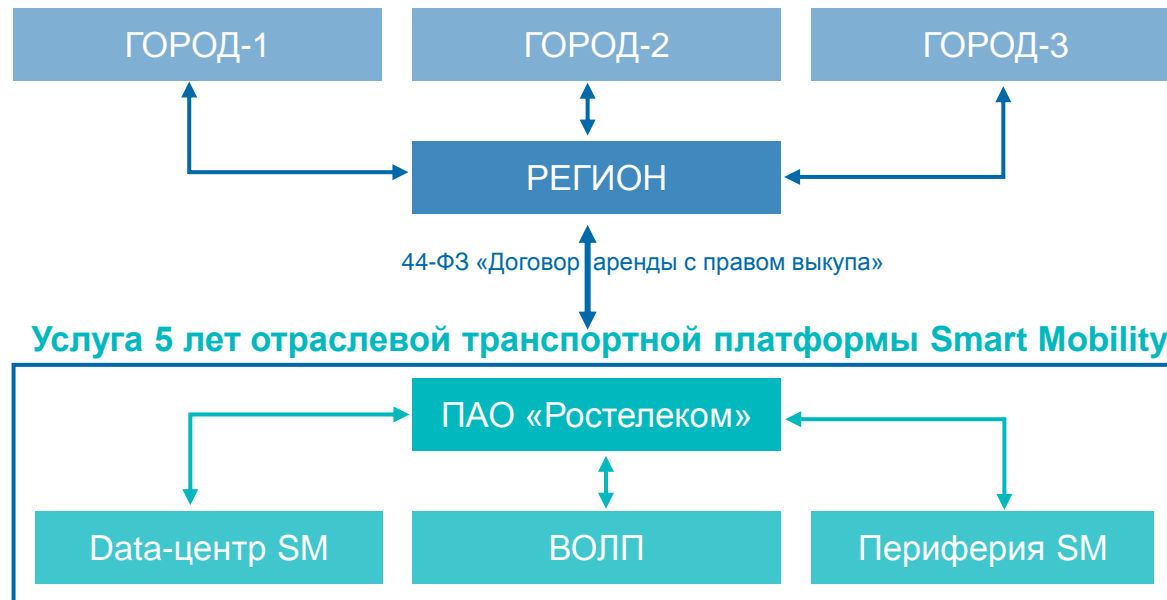 ГОРОД-1
ГОРОД-2
ГОРОД-3
РЕГИОН
44-ФЗ «Договор аренды с правом выкупа»
Услуга 5 лет отраслевой транспортной платформы Smart Mobility
ПАО «Ростелеком»
Data-центр SM
ВОЛП
Периферия SM